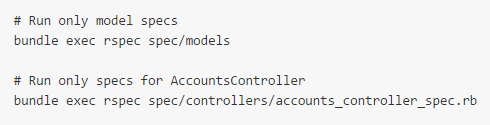 # Run only model specs
bundle exec rspec spec/models
# Run only specs for AccountsController
bundle exec rspec spec/controllers/accounts_controller_spec.rb